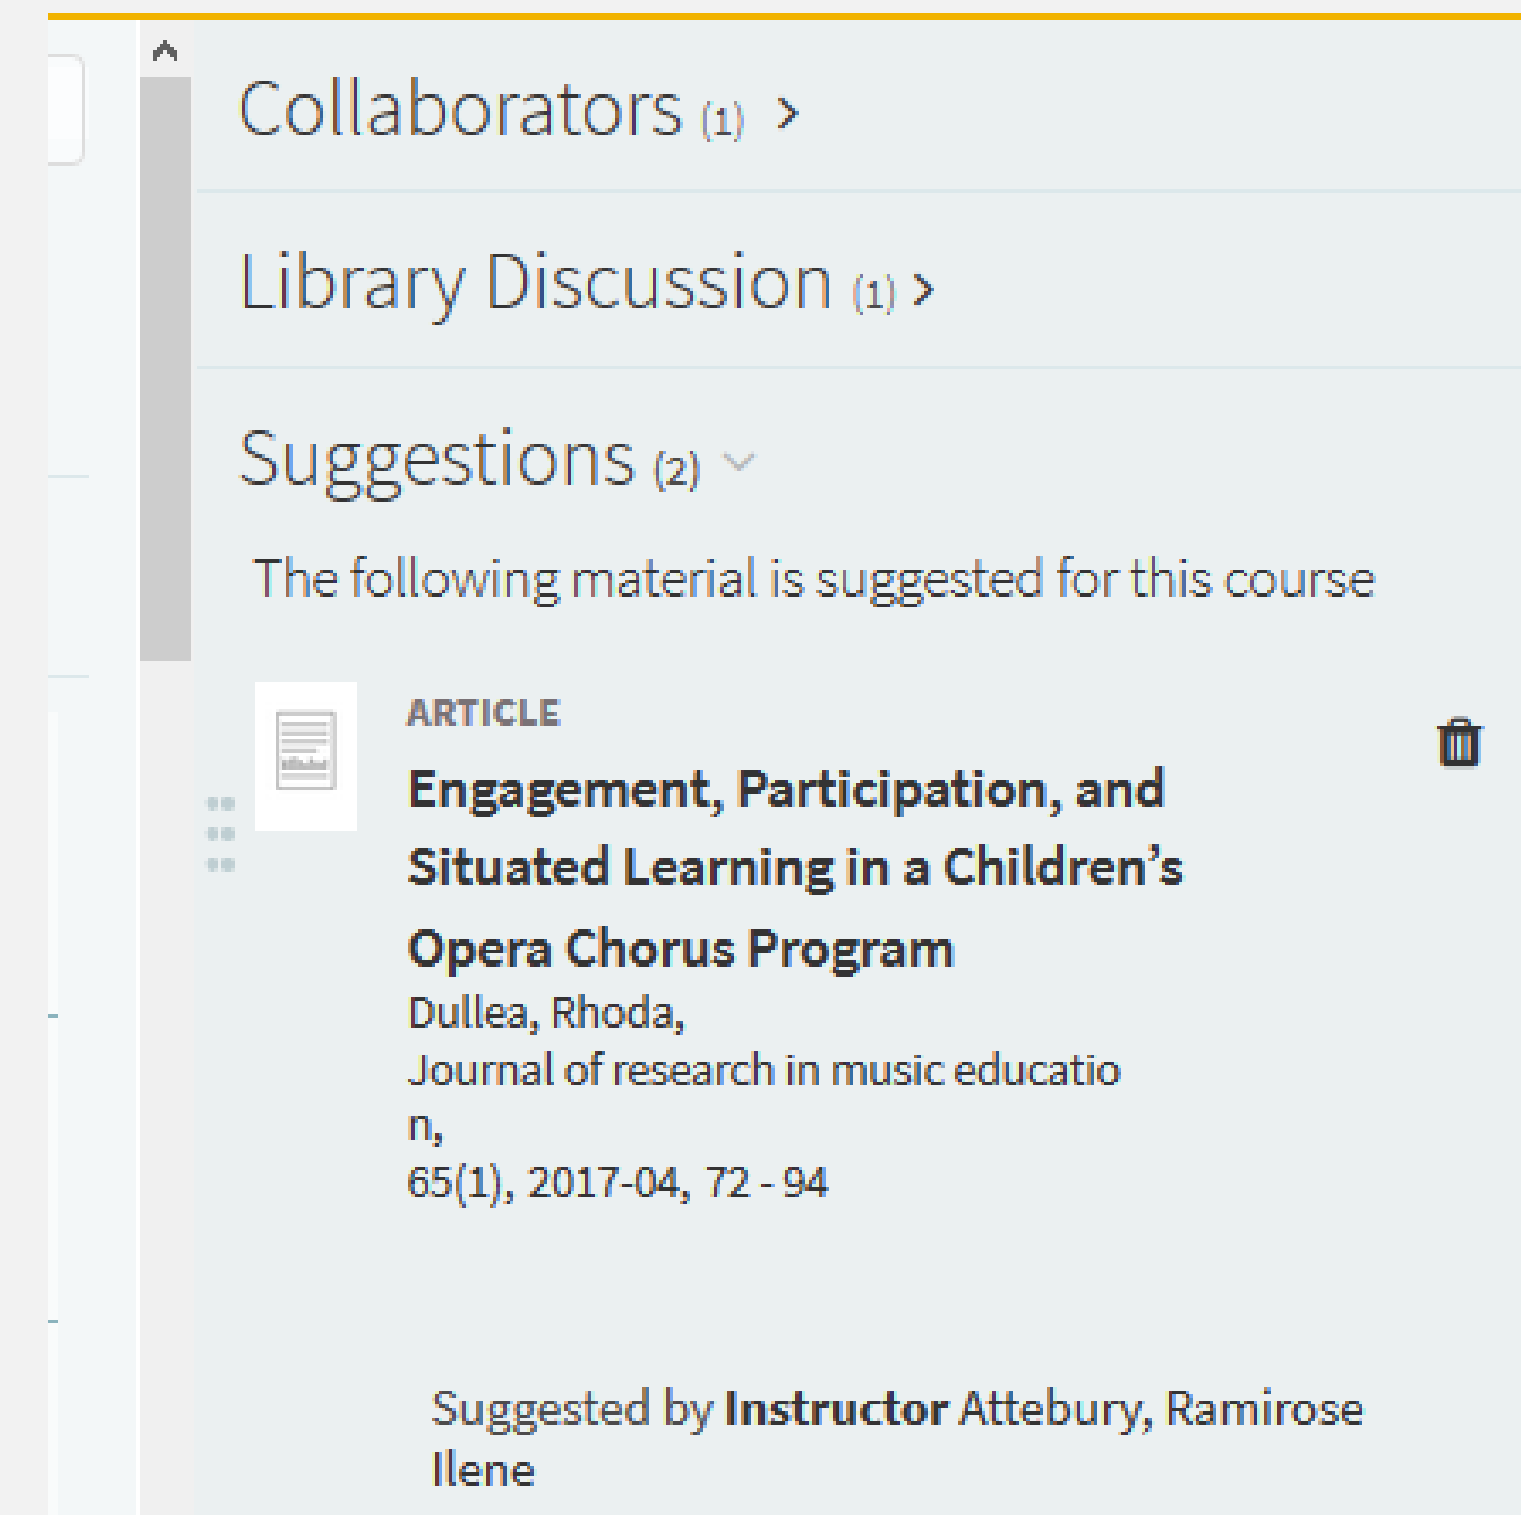 Collaborators (1) >
Library Discussion (1) >
Suggestions (2)
The following material is suggested for this course
ARTICLE
Engagement, Participation, and
Situated Learning in a Children’s
Opera Chorus Program
Dullea, Rhoda,
Journal of research in music educatio
n,
65(1), 2017-04, 72 - 94
Suggested by Instructor Attebury, Ramirose
Ilene